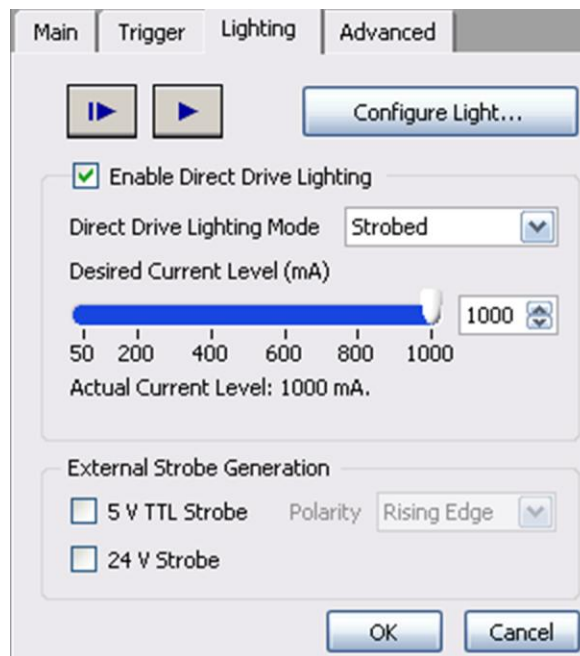 Main Trigger Lighting Advanced
Configure Light...
Enable Direct Drive Lighting
Direct Drive Lighting Mode Strobed
Desired Current Level (mA)
1000
50 200 400 600 800 1000
Actual Current Level: 1000 mA.
External Strobe Generation
5 V TTL Strobe Polarity Rising Edge
24 V Strobe
OK Cancel